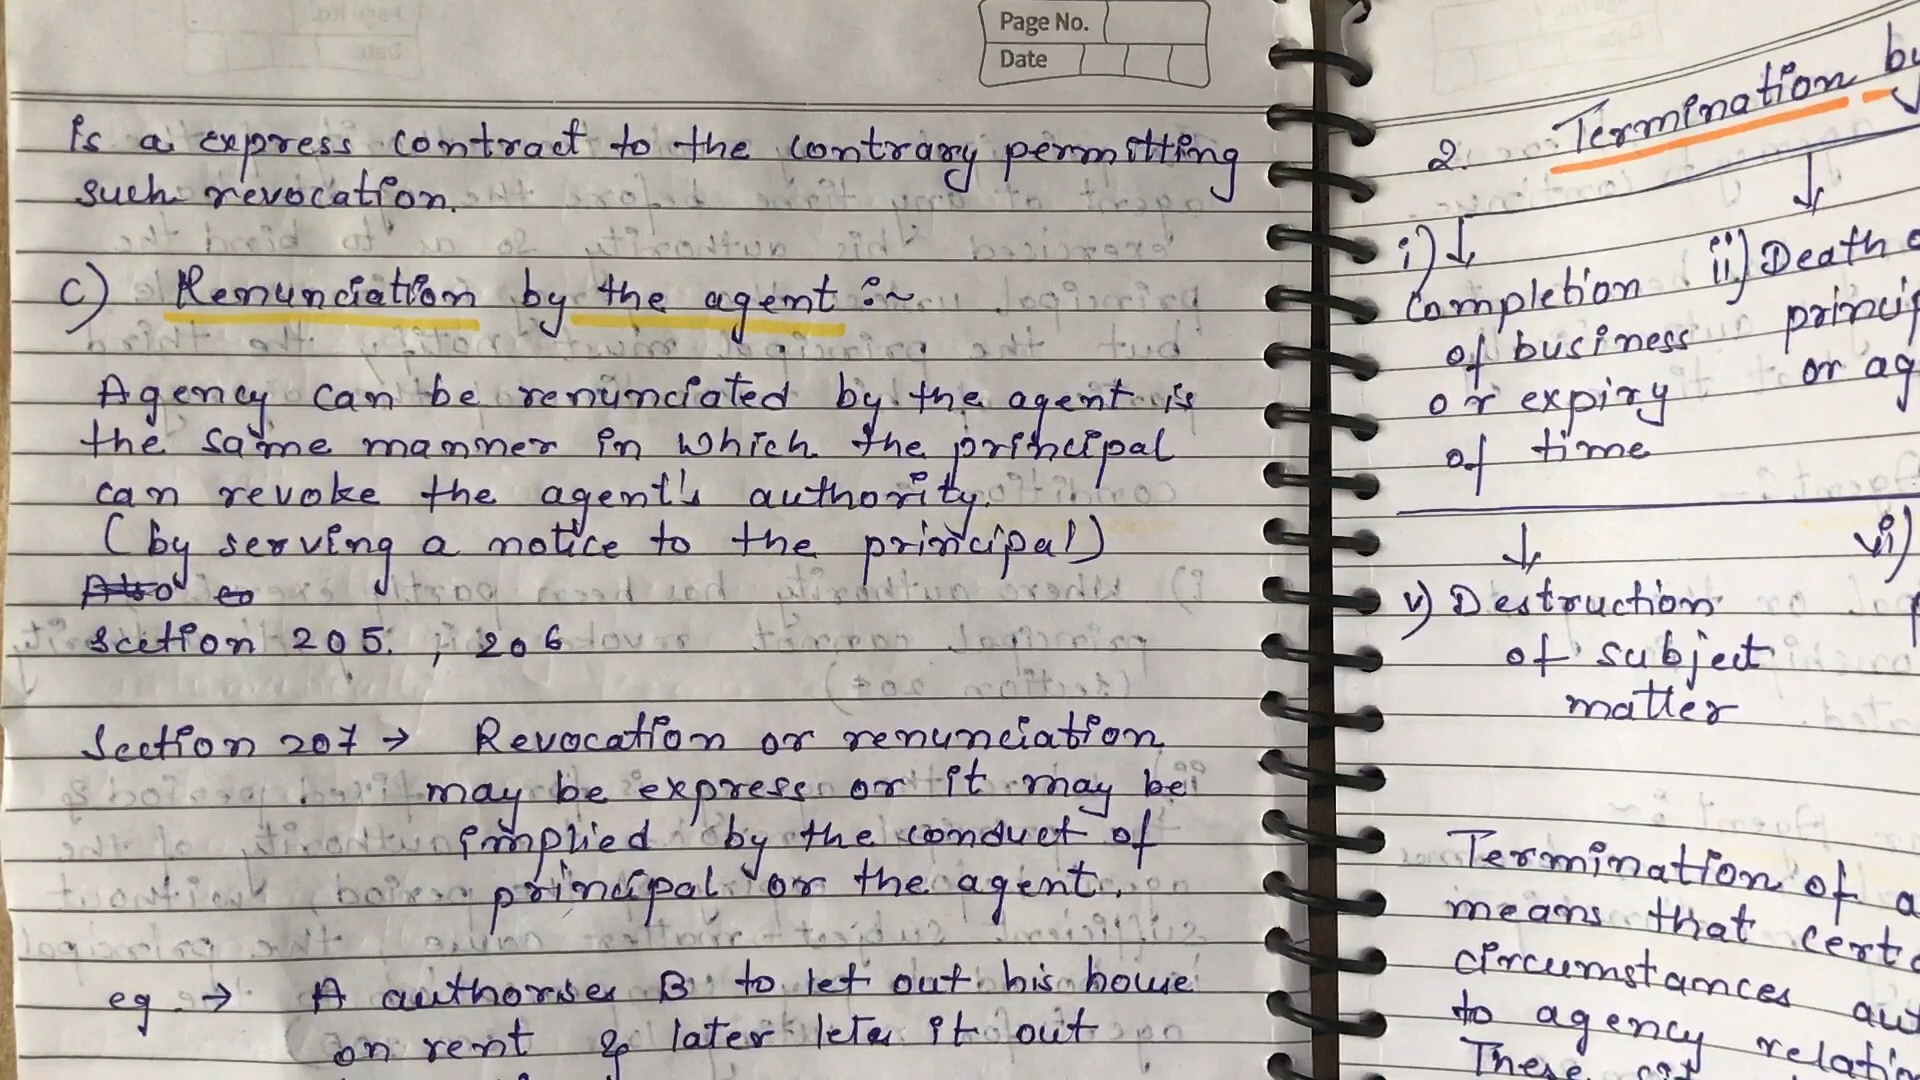 Page No.
Date
is a express contract to the contrary permitting
such revocation.
c) Renunciation by the agent :~
Agency can be renunciated by the agent is
the same manner in which the principal
can revoke the agent's authority.
(by serving a notice to the principal)
Section 205. , 206
Section 207 → Revocation or renunciation
may be express or it may be
implied by the conduct of
principal or the agent.
eg → A authorises B to let out his house
on rent & later lets it out
2. Termination by
i) Completion
of business
or expiry
of time
ii) Death
or
v) Destruction
of subject
matter
vi)
Termination of
means that
circumstances
to agency
These